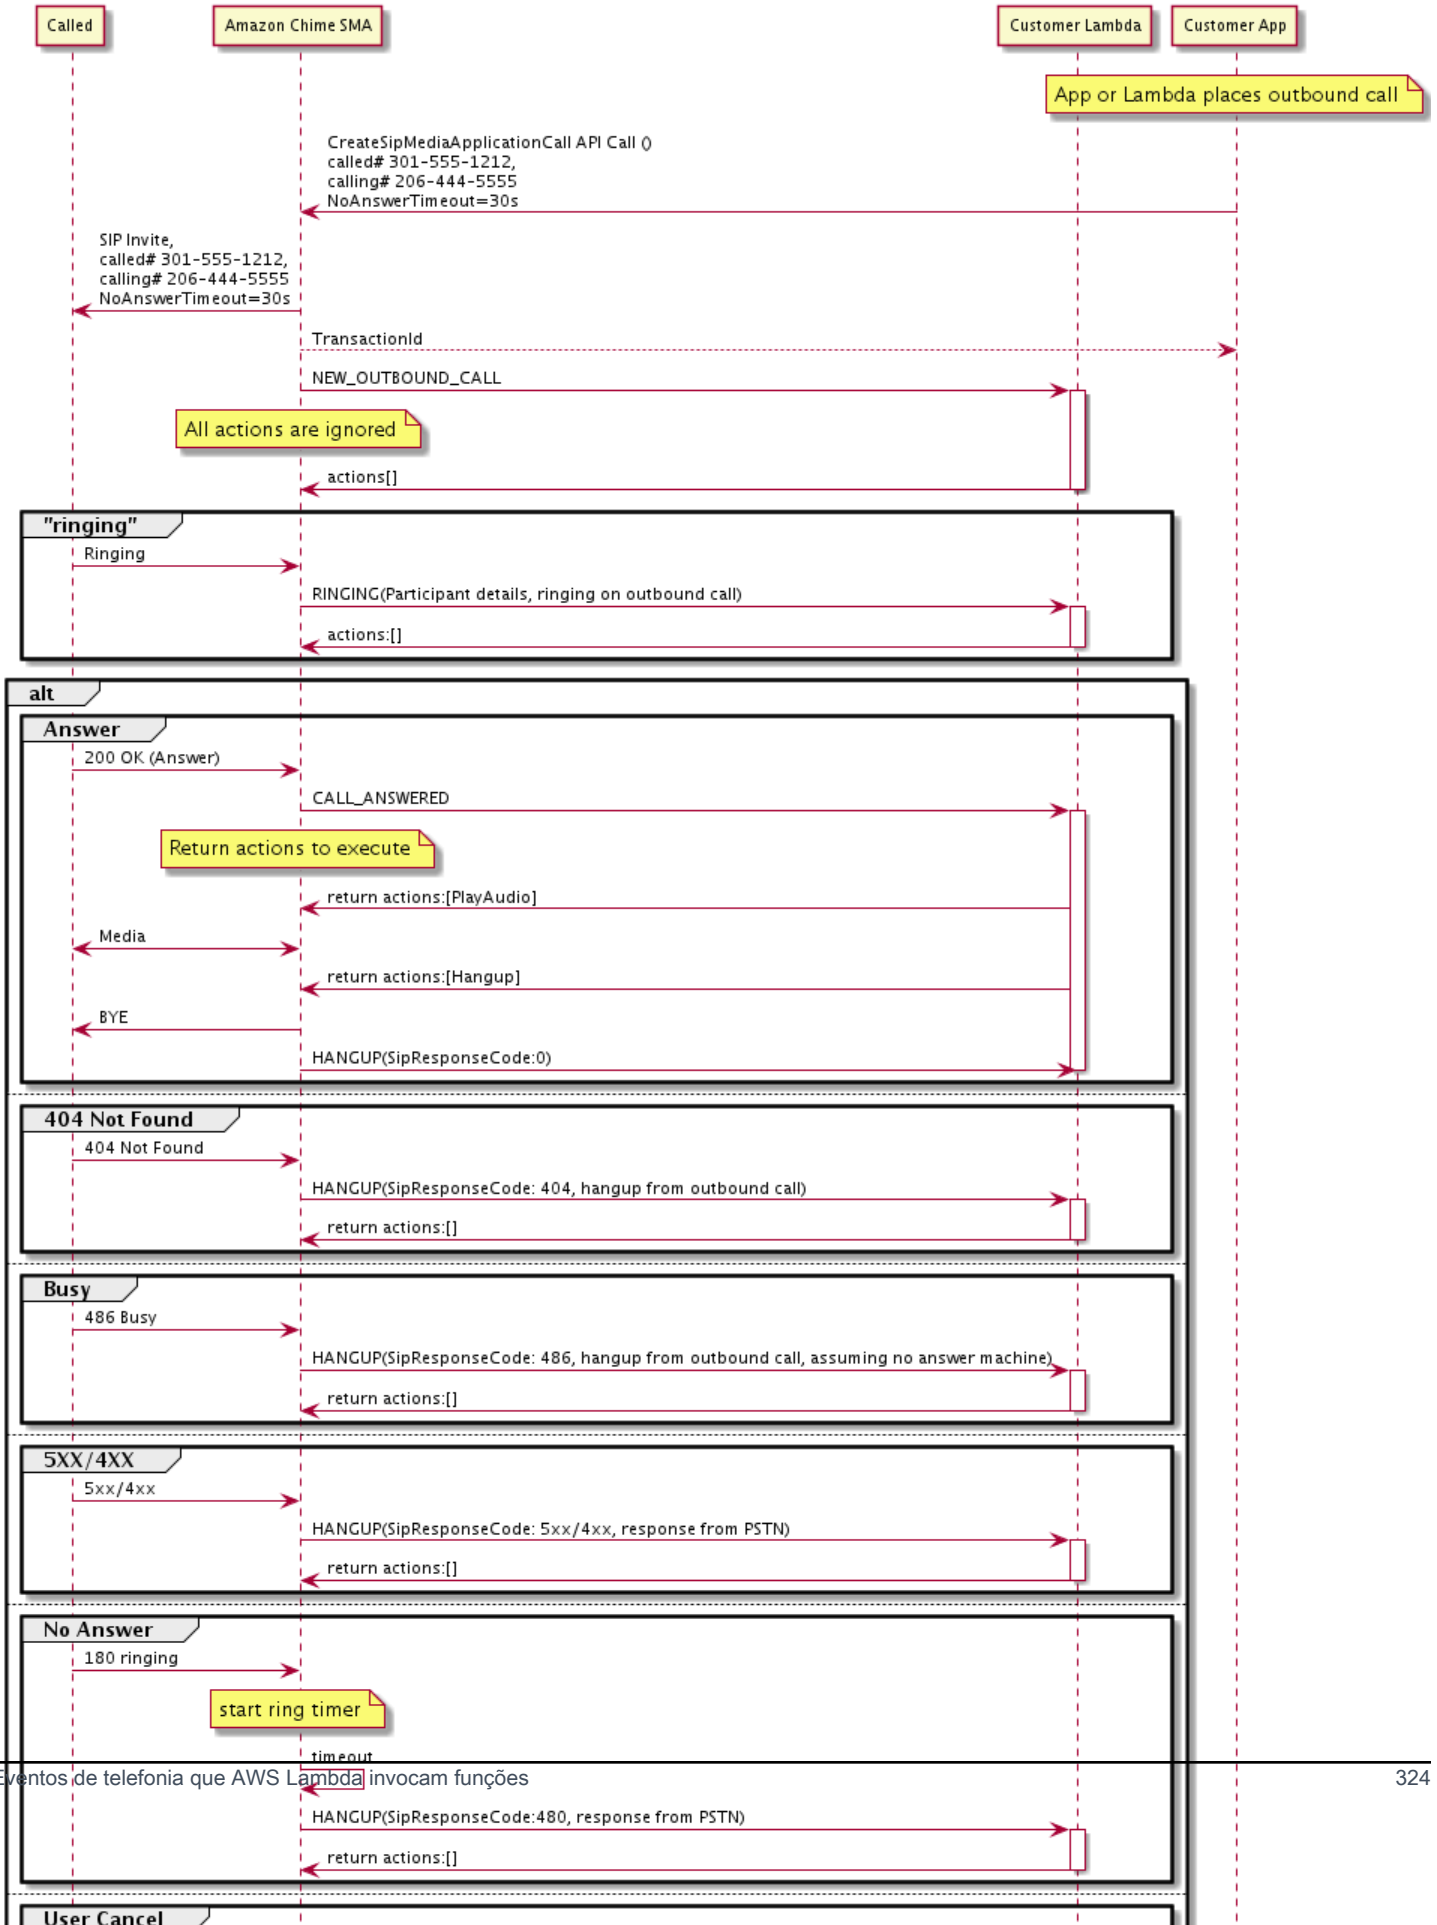 Called
Amazon Chime SMA
Customer Lambda
Customer App
App or Lambda places outbound call
CreateSipMediaApplicationCall API Call ()
called# 301-555-1212,
calling# 206-444-5555
NoAnswerTimeout=30s
SIP Invite,
called# 301-555-1212,
calling# 206-444-5555
NoAnswerTimeout=30s
TransactionId
NEW_OUTBOUND_CALL
All actions are ignored
actions[]
"ringing"
Ringing
RINGING(Participant details, ringing on outbound call)
actions:[]
alt
Answer
200 OK (Answer)
CALL_ANSWERED
Return actions to execute
return actions:[PlayAudio]
Media
return actions:[Hangup]
BYE
HANGUP(SipResponseCode:0)
404 Not Found
404 Not Found
HANGUP(SipResponseCode: 404, hangup from outbound call)
return actions:[]
Busy
486 Busy
HANGUP(SipResponseCode: 486, hangup from outbound call, assuming no answer machine)
return actions:[]
5XX/4XX
5xx/4xx
HANGUP(SipResponseCode: 5xx/4xx, response from PSTN)
return actions:[]
No Answer
180 ringing
start ring timer
timeout
Eventos de telefonia que AWS Lambda invocam funções 324
HANGUP(SipResponseCode:480, response from PSTN)
return actions:[]
User Cancel